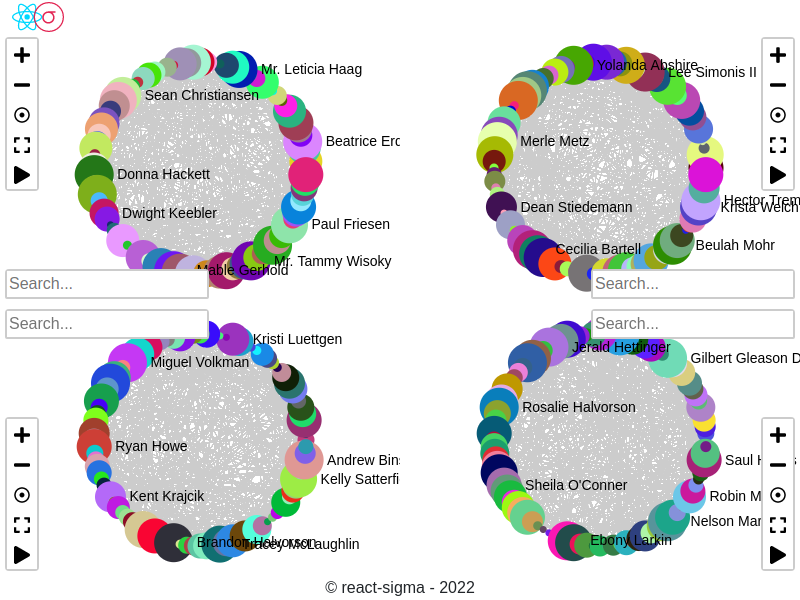 Mr. Leticia Haag
Sean Christiansen
Beatrice Erd
Donna Hackett
Dwight Keebler
Paul Friesen
Mr. Tammy Wisoky
Mable Gerhold
Search...
Yolanda Abshire
Lee Simonis II
Merle Metz
Dean Stiedemann
Hector Trem
Krista Welch
Beulah Mohr
Cecilia Bartell
Search...
Search...
Kristi Luettgen
Miguel Volkman
Ryan Howe
Andrew Bins
Kelly Satterfi
Kent Krajcik
Brandon Halvorson
Tracey McLaughlin
Search...
Jerald Hettinger
Gilbert Gleason D
Rosalie Halvorson
Saul H
Sheila O'Conner
Robin M
Nelson Mar
Ebony Larkin
© react-sigma - 2022